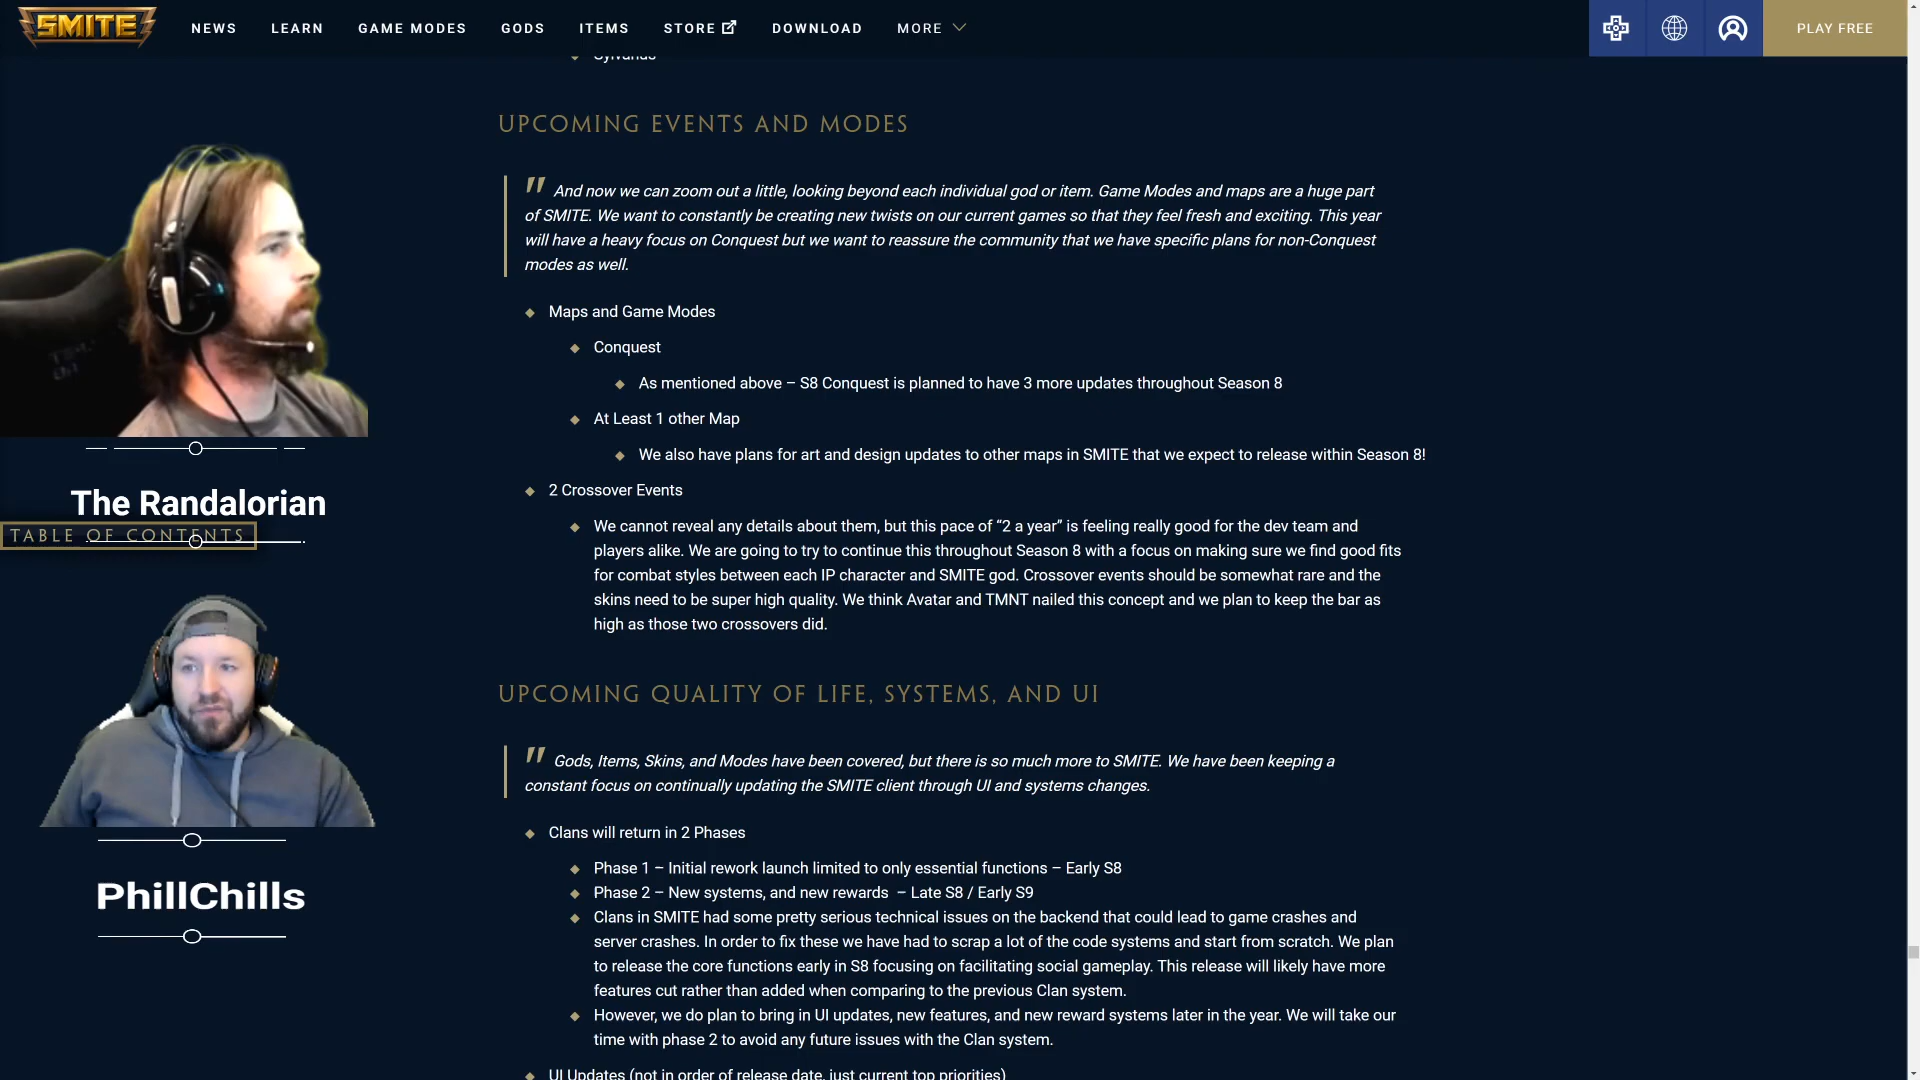 SMITE
NEWS
LEARN
GAME MODES
GODS
ITEMS
STORE
DOWNLOAD
MORE
PLAY FREE
Sylvanus
UPCOMING EVENTS AND MODES
" And now we can zoom out a little, looking beyond each individual god or item. Game Modes and maps are a huge part
of SMITE. We want to constantly be creating new twists on our current games so that they feel fresh and exciting. This year
will have a heavy focus on Conquest but we want to reassure the community that we have specific plans for non-Conquest
modes as well.
Maps and Game Modes
Conquest
As mentioned above – S8 Conquest is planned to have 3 more updates throughout Season 8
At Least 1 other Map
We also have plans for art and design updates to other maps in SMITE that we expect to release within Season 8!
2 Crossover Events
We cannot reveal any details about them, but this pace of “2 a year” is feeling really good for the dev team and
players alike. We are going to try to continue this throughout Season 8 with a focus on making sure we find good fits
for combat styles between each IP character and SMITE god. Crossover events should be somewhat rare and the
skins need to be super high quality. We think Avatar and TMNT nailed this concept and we plan to keep the bar as
high as those two crossovers did.
The Randalorian
TABLE OF CONTENTS
UPCOMING QUALITY OF LIFE, SYSTEMS, AND UI
" Gods, Items, Skins, and Modes have been covered, but there is so much more to SMITE. We have been keeping a
constant focus on continually updating the SMITE client through UI and systems changes.
Clans will return in 2 Phases
Phase 1 – Initial rework launch limited to only essential functions – Early S8
Phase 2 – New systems, and new rewards – Late S8 / Early S9
Clans in SMITE had some pretty serious technical issues on the backend that could lead to game crashes and
server crashes. In order to fix these we have had to scrap a lot of the code systems and start from scratch. We plan
to release the core functions early in S8 focusing on facilitating social gameplay. This release will likely have more
features cut rather than added when comparing to the previous Clan system.
However, we do plan to bring in UI updates, new features, and new reward systems later in the year. We will take our
time with phase 2 to avoid any future issues with the Clan system.
UI Updates (not in order of release date, just current top priorities)
PhillChills